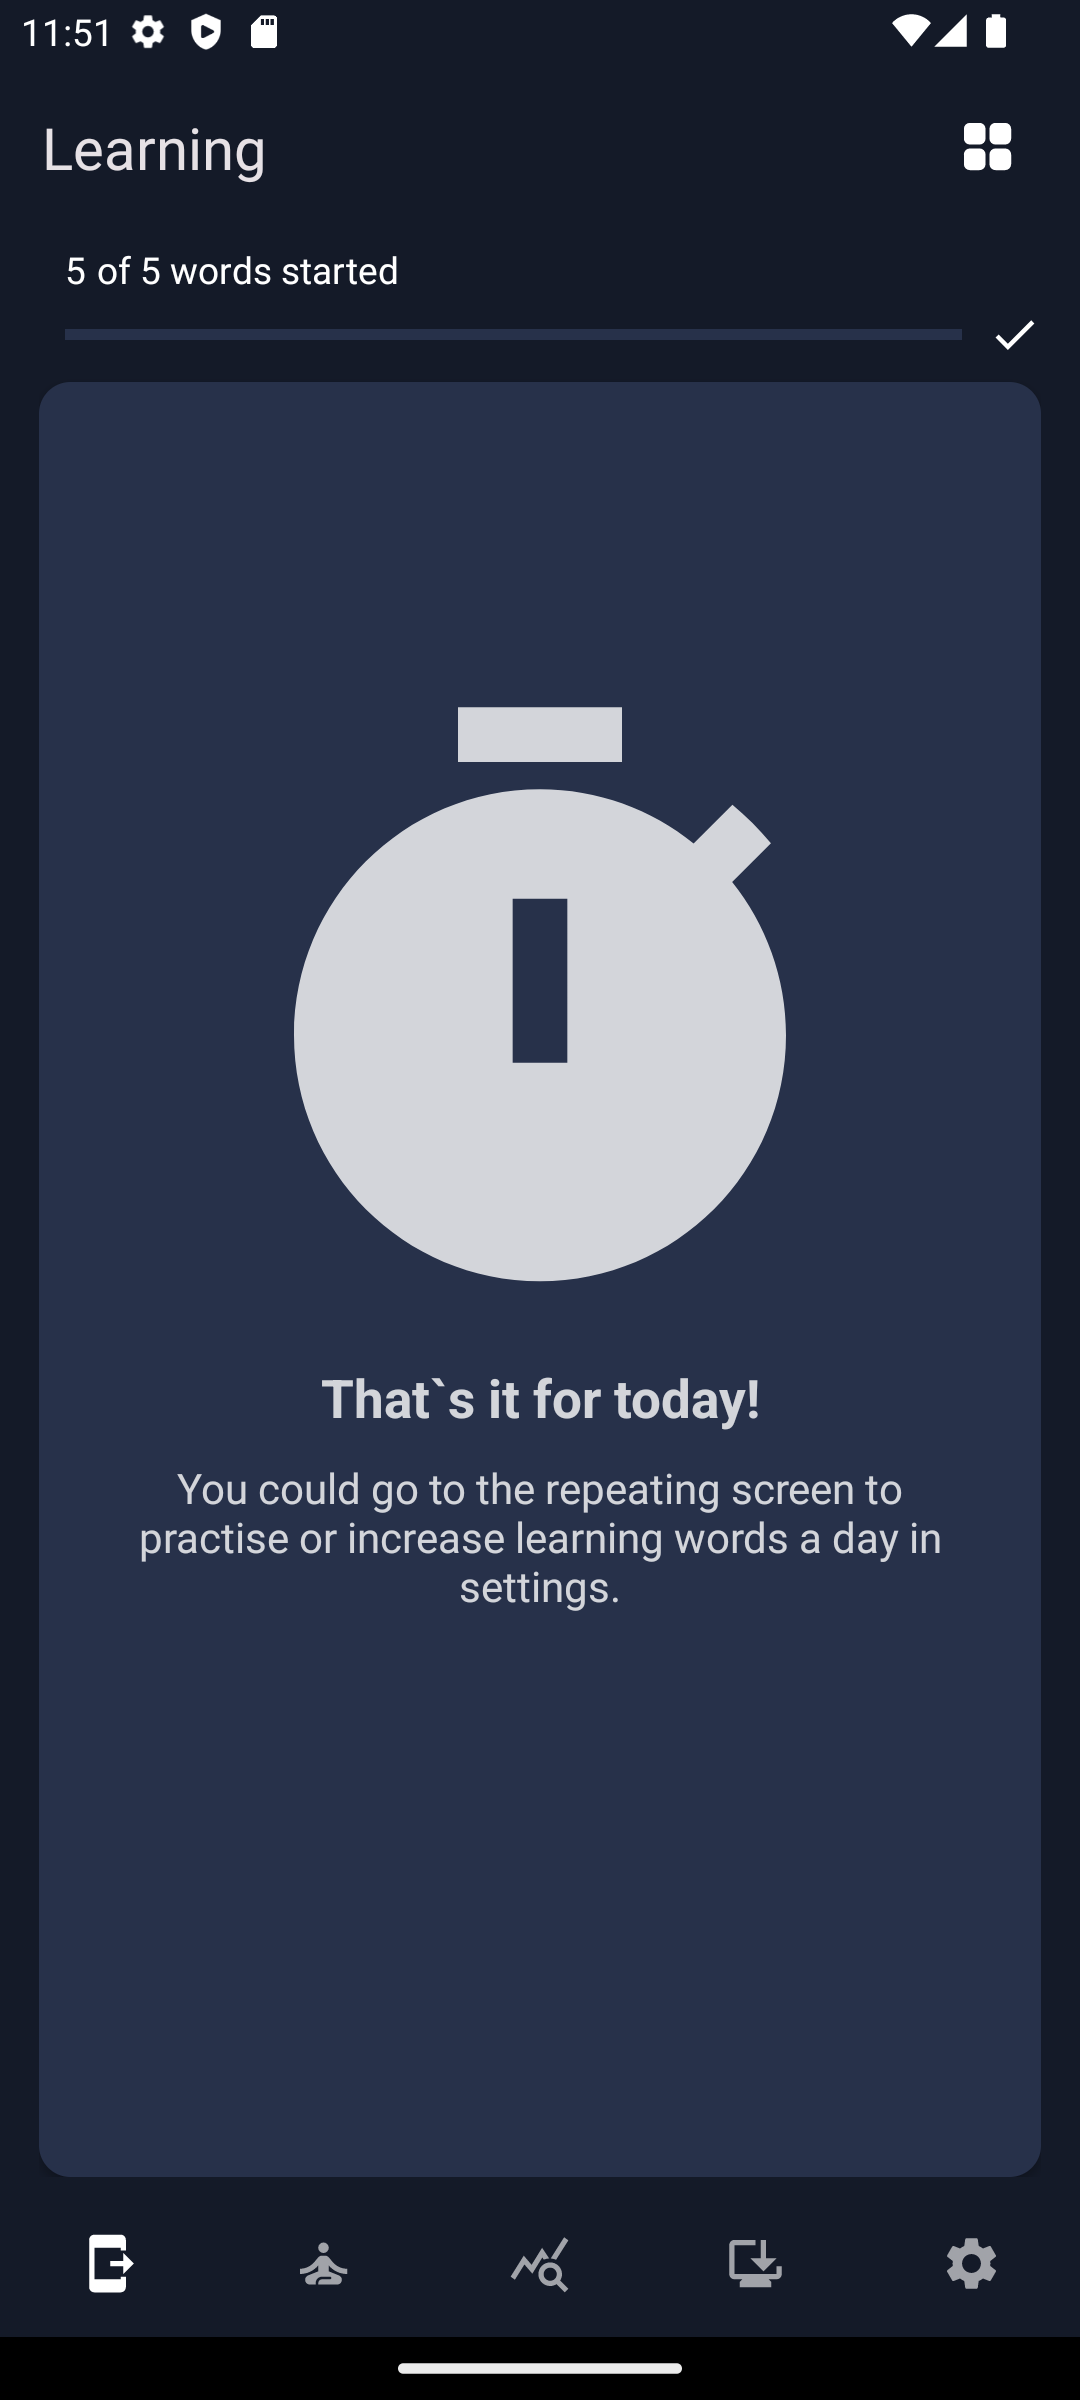 11:51
Learning
5 of 5 words started
That`s it for today!
You could go to the repeating screen to
practise or increase learning words a day in
settings.